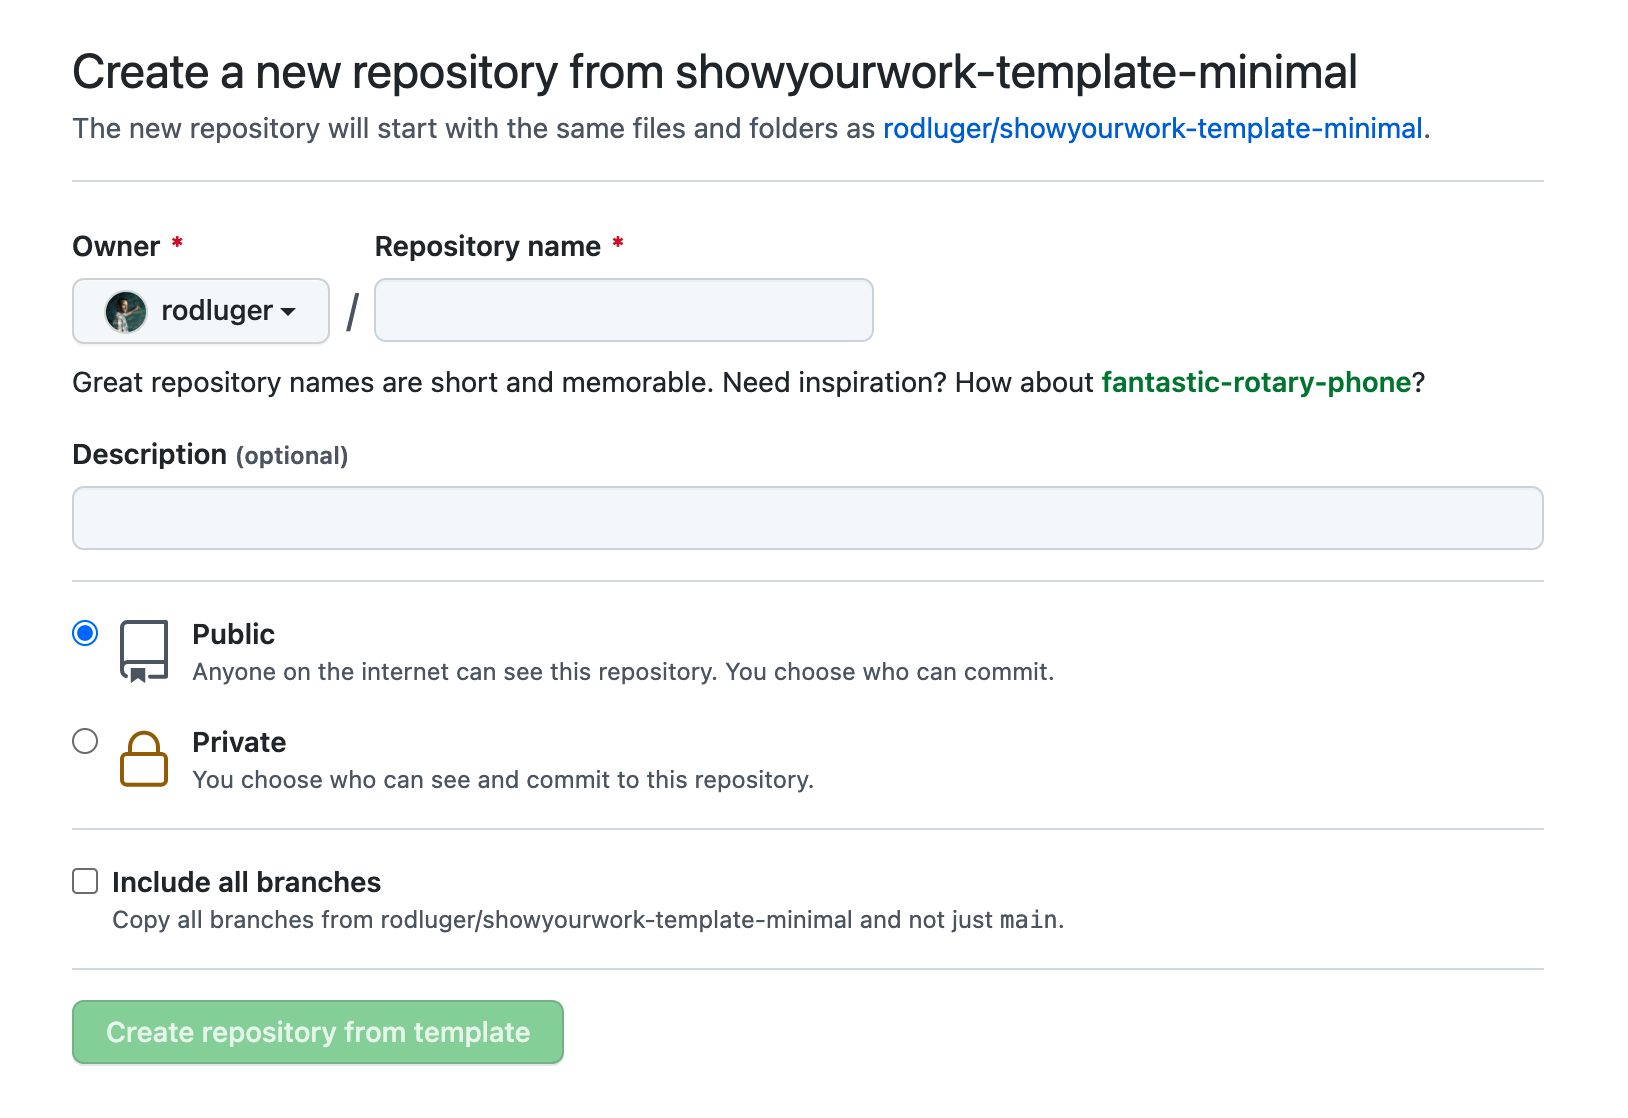 Create a new repository from showyourwork-template-minimal
The new repository will start with the same files and folders as rodluger/showyourwork-template-minimal.
Owner * Repository name *
rodluger /
Great repository names are short and memorable. Need inspiration? How about fantastic-rotary-phone?
Description (optional)
Public
Anyone on the internet can see this repository. You choose who can commit.
Private
You choose who can see and commit to this repository.
Include all branches
Copy all branches from rodluger/showyourwork-template-minimal and not just main.
Create repository from template